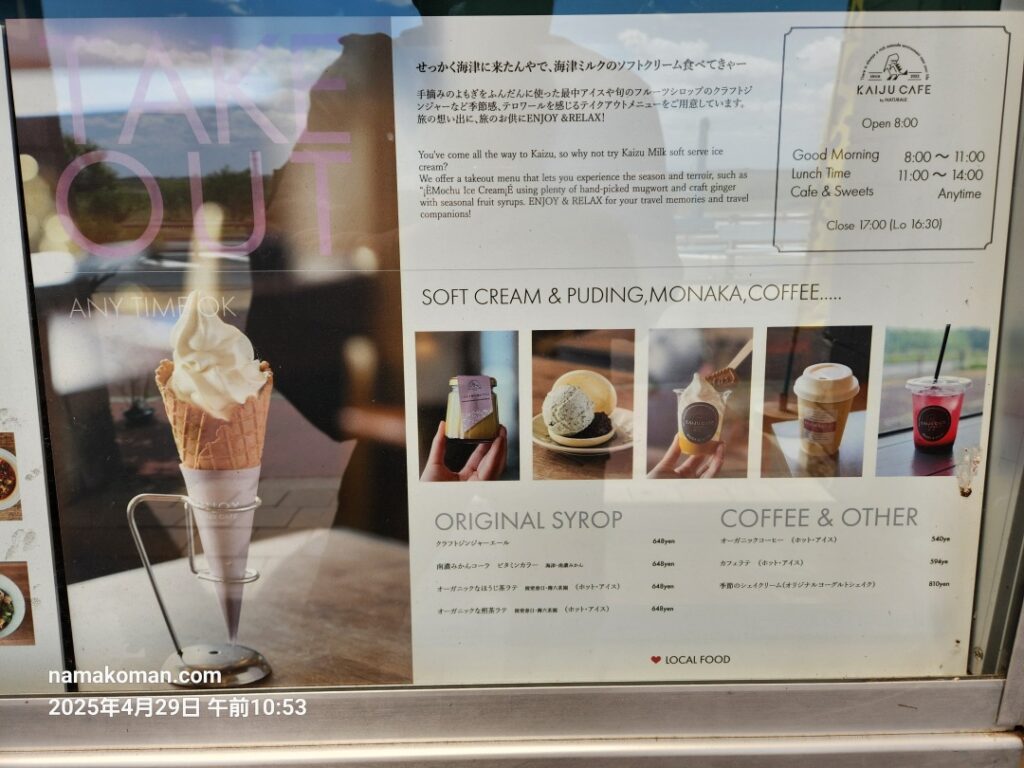 TAKE
OUT
ANY TIME OK
せっかく海津に来たんやで、海津ミルクのソフトクリーム食べてきゃー
手摘みのよもぎをふんだんに使った最中アイスや旬のフルーツシロップのクラフトジ
ンジャーなど季節感、テロワールを感じるテイクアウトメニューをご用意しています。
旅の想い出に、旅のお供にENJOY &RELAX!
You've come all the way to Kaizu, so why not try Kaizu Milk soft serve ice
cream?
We offer a takeout menu that lets you experience the season and terroir, such as
"¡ËMochu Ice Cream¡É using plenty of hand-picked mugwort and craft ginger
with seasonal fruit syrups. ENJOY & RELAX for your travel memories and travel
companions!
KAIJU CAFE
by NATURALE
Open 8:00
Good Morning 8:00 〜 11:00
Lunch Time 11:00 〜 14:00
Cafe & Sweets Anytime
Close 17:00 (L.o 16:30)
SOFT CREAM & PUDING,MONAKA,COFFEE.....
ORIGINAL SYROP
クラフトジンジャーエール 648yen
南濃みかんコーラ ビタミンカラー 海津・南濃みかん 648yen
オーガニックなほうじ茶ラテ (ホット・アイス) 648yen
オーガニックな煎茶ラテ (ホット・アイス) 648yen
COFFEE & OTHER
オーガニックコーヒー (ホット・アイス) 540ye
カフェラテ (ホット・アイス) 594ye
季節のシェイクリーム(オリジナルヨーグルトシェイク) 810yen
LOCAL FOOD
namakoman.com
2025年4月29日 午前10:53